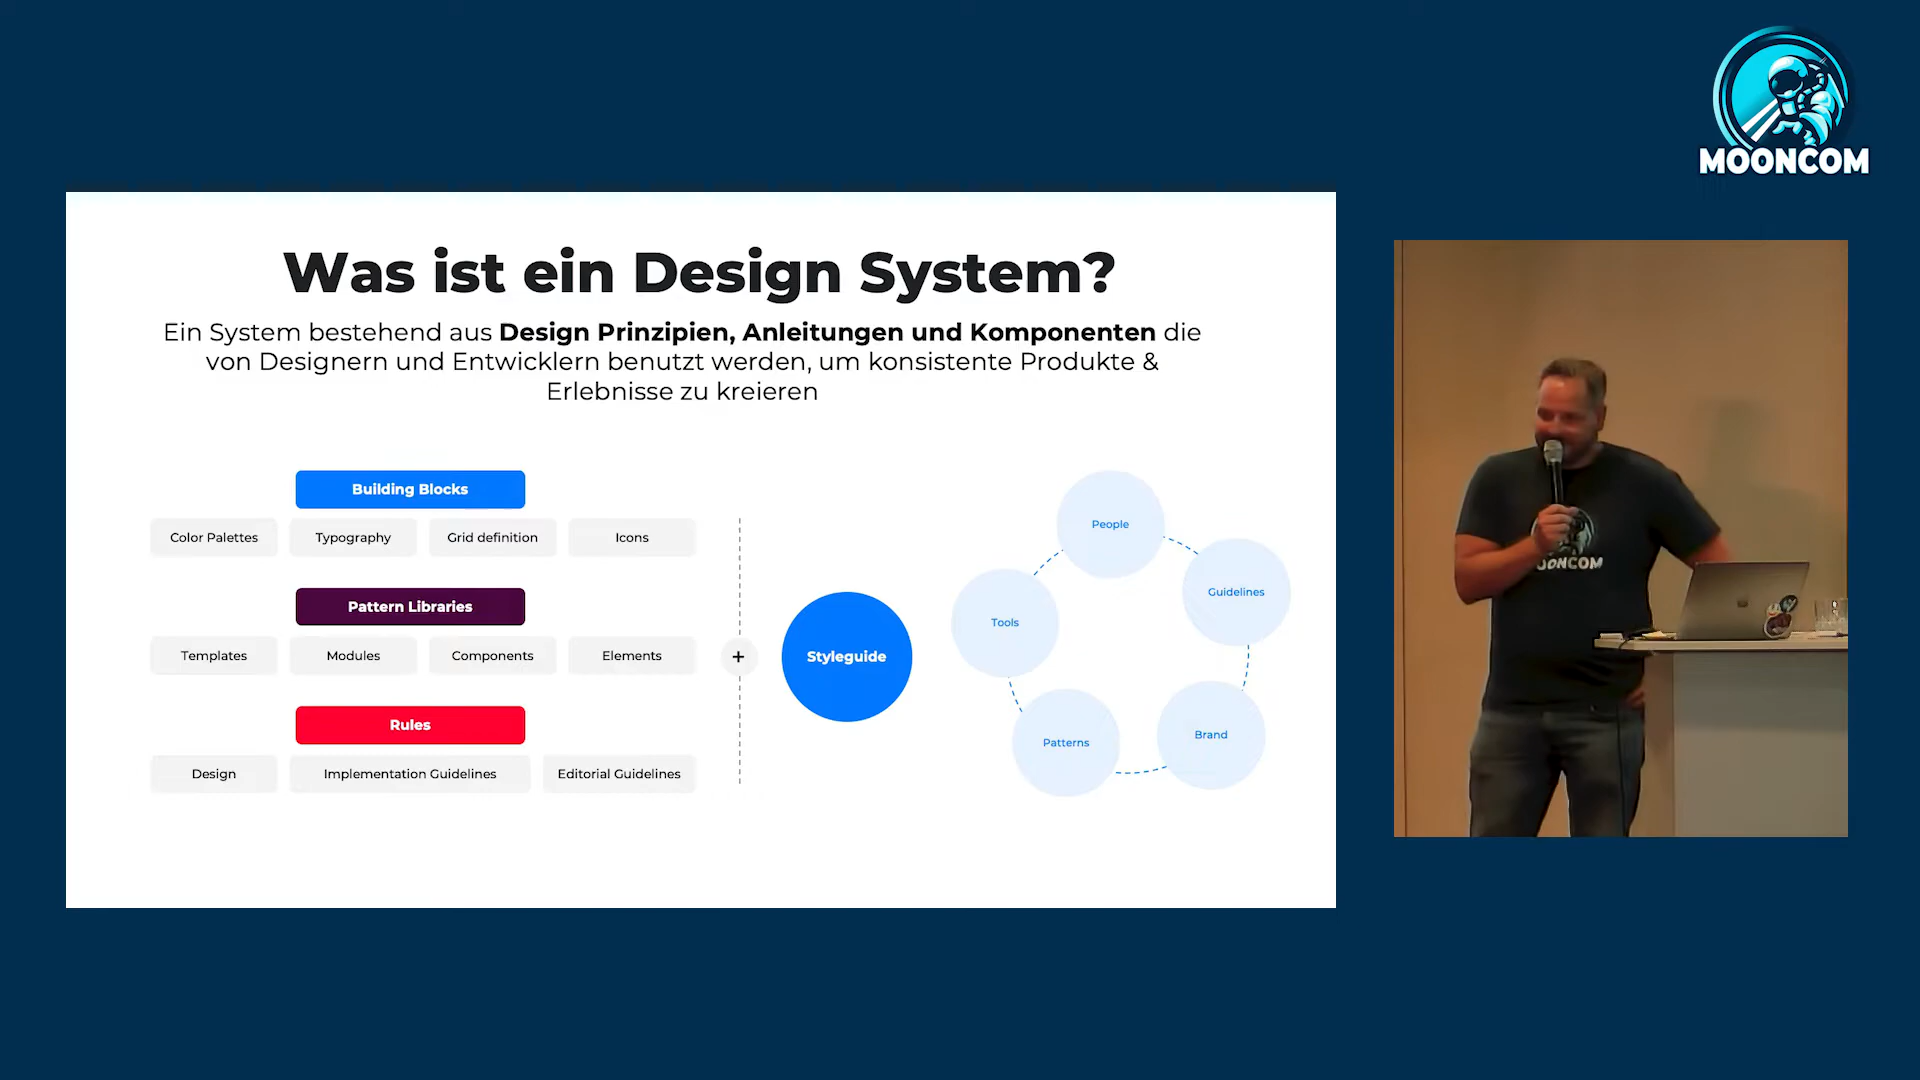 MOONCOM
Was ist ein Design System?
Ein System bestehend aus Design Prinzipien, Anleitungen und Komponenten die
von Designern und Entwicklern benutzt werden, um konsistente Produkte &
Erlebnisse zu kreieren
Building Blocks
Color Palettes
Typography
Grid definition
Icons
Pattern Libraries
Templates
Modules
Components
Elements
Rules
Design
Implementation Guidelines
Editorial Guidelines
+
Styleguide
People
Guidelines
Brand
Patterns
Tools
OONCOM